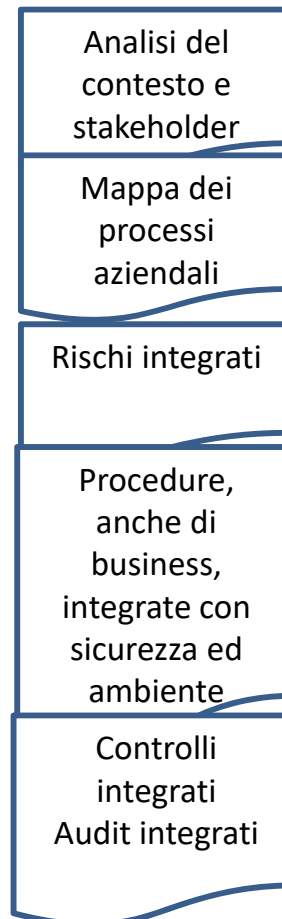 Analisi del
contesto e
stakeholder
Mappa dei
processi
aziendali
Rischi integrati
Procedure,
anche di
business,
integrate con
sicurezza ed
ambiente
Controlli
integrati
Audit integrati